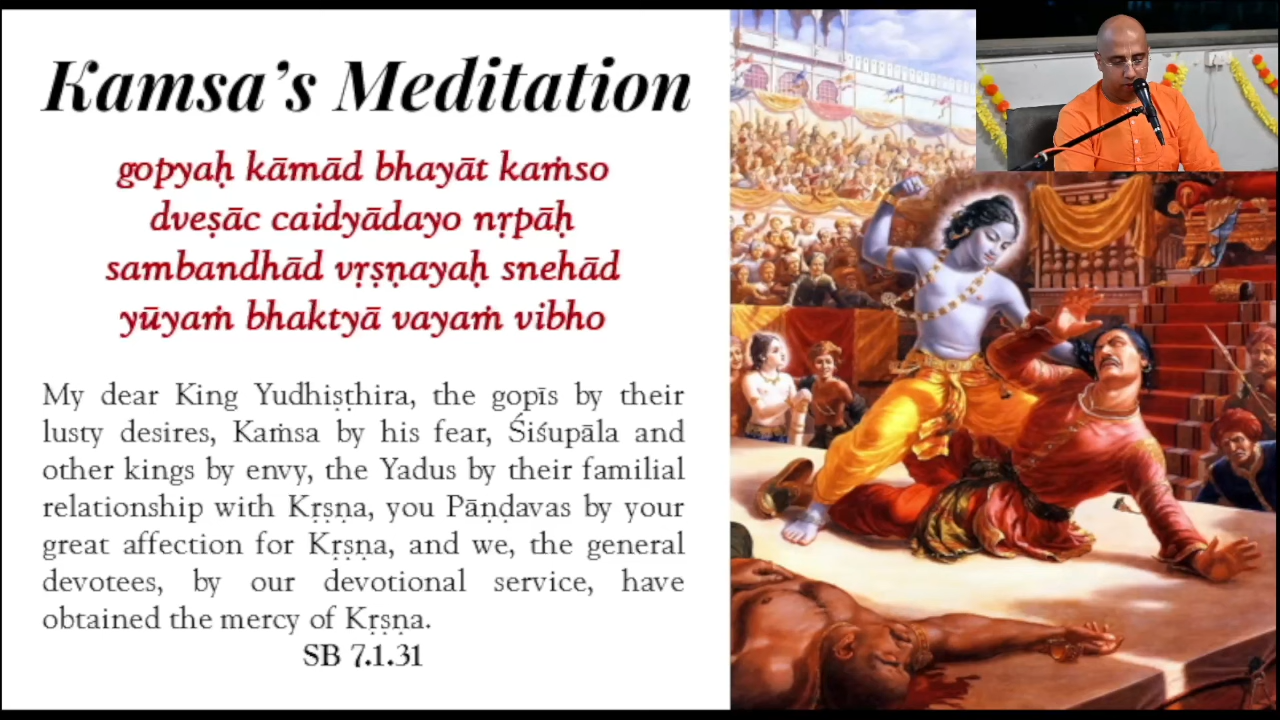 Kamsa's Meditation
gopyaḥ kāmād bhayāt kaṁso
dveṣāc caidyādayo nṛpāḥ
sambandhād vṛṣṇayaḥ snehād
yūyaṁ bhaktyā vayaṁ vibho
My dear King Yudhiṣṭhira, the gopīs by their
lusty desires, Kaṁsa by his fear, Śiśupāla and
other kings by envy, the Yadus by their familial
relationship with Kṛṣṇa, you Pāṇḍavas by your
great affection for Kṛṣṇa, and we, the general
devotees, by our devotional service, have
obtained the mercy of Kṛṣṇa.
SB 7.1.31